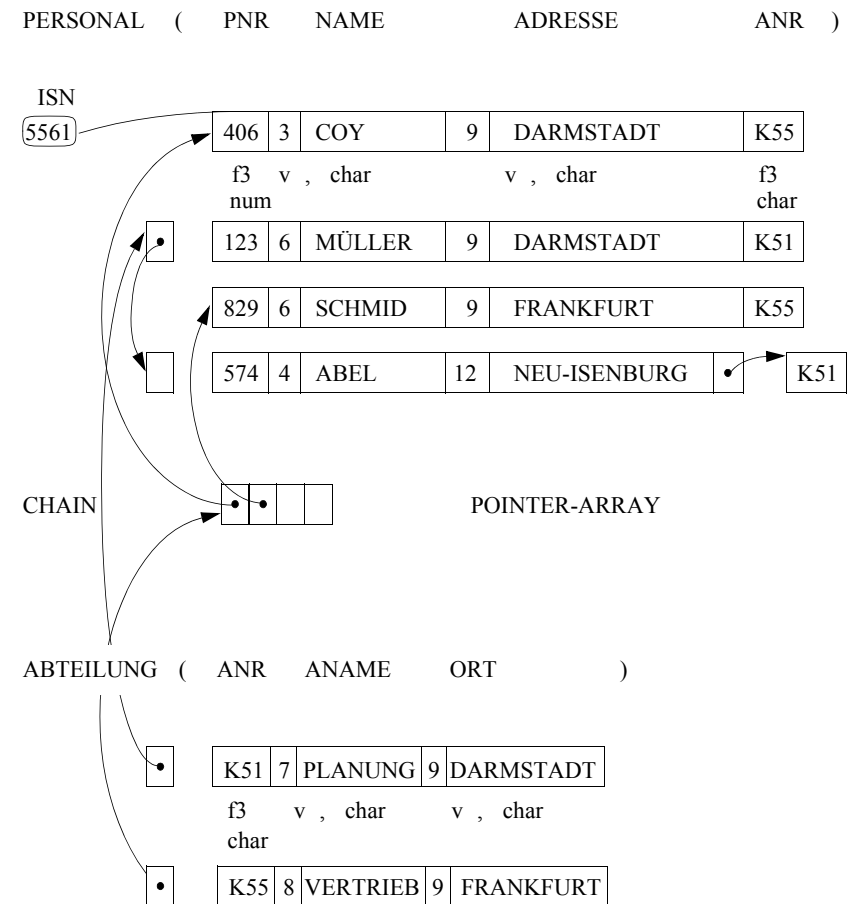 PERSONAL ( PNR NAME ADRESSE ANR )
ISN
5561
406 3 COY 9 DARMSTADT K55
f3 v , char v , char f3
num char
123 6 MÜLLER 9 DARMSTADT K51
829 6 SCHMID 9 FRANKFURT K55
574 4 ABEL 12 NEU-ISENBURG K51
CHAIN POINTER-ARRAY
ABTEILUNG ( ANR ANAME ORT )
K51 7 PLANUNG 9 DARMSTADT
f3 v , char v , char
char
K55 8 VERTRIEB 9 FRANKFURT